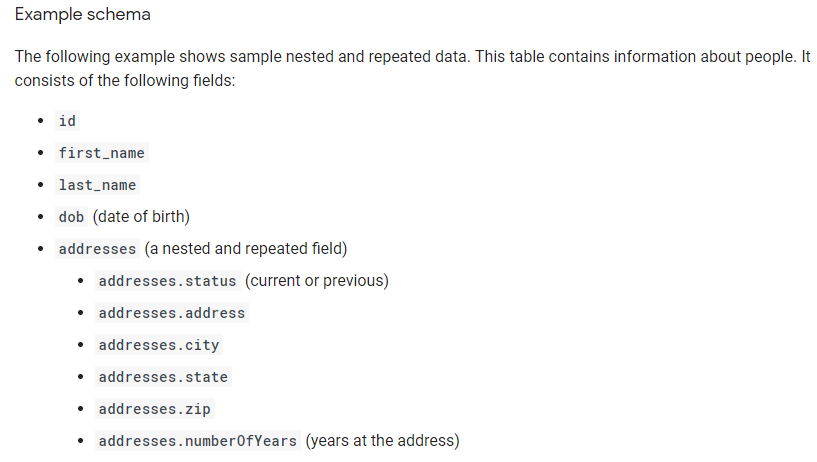 Example schema
The following example shows sample nested and repeated data. This table contains information about people. It
consists of the following fields:
• id
• first_name
• last_name
• dob (date of birth)
• addresses (a nested and repeated field)
• addresses.status (current or previous)
• addresses.address
• addresses.city
• addresses.state
• addresses.zip
• addresses.numberOfYears (years at the address)